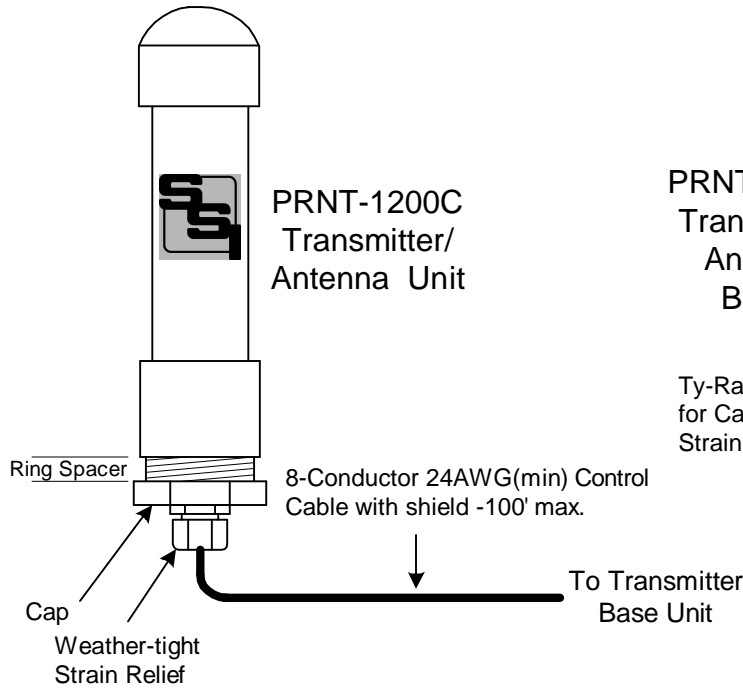 PRNT-1200C
Transmitter/
Antenna Unit
SSI
Ring Spacer
8-Conductor 24AWG(min) Control
Cable with shield -100' max.
To Transmitter
Base Unit
Cap
Weather-tight
Strain Relief
PRNT
Tran
An
B
Ty-Ra
for Ca
Strain